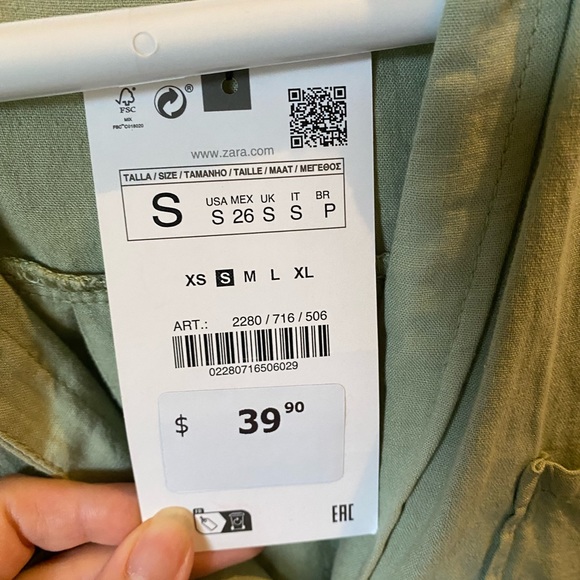 FSC
MIX
www.zara.com
TALLA / SIZE / TAMANHO / TAILLE / MAAT / ΜΕΓΕΘΟΣ
S
USA MEX UK IT BR
S 26 S S P
XS S M L XL
ART.: 2280 / 716 / 506
02280716506029
$ 39 90
FR
EAC